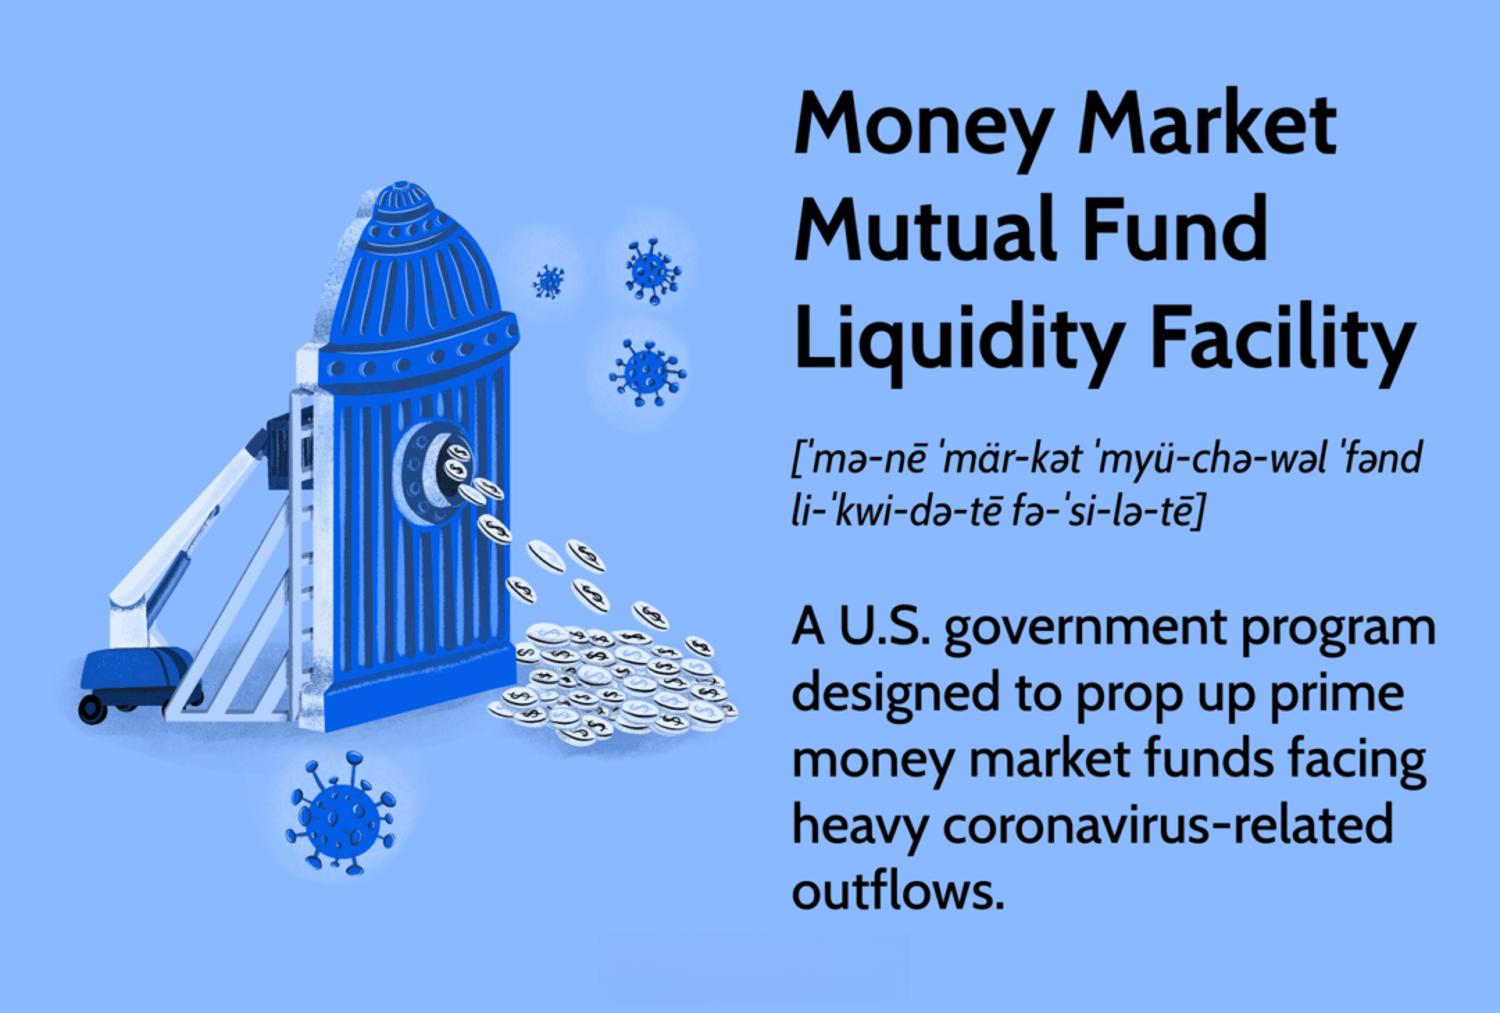 Money Market
Mutual Fund
Liquidity Facility
[ˈmə-nē ˈmär-kət ˈmyü-chə-wəl ˈfənd
li-ˈkwi-də-tē fə-ˈsi-lə-tē]
A U.S. government program
designed to prop up prime
money market funds facing
heavy coronavirus-related
outflows.